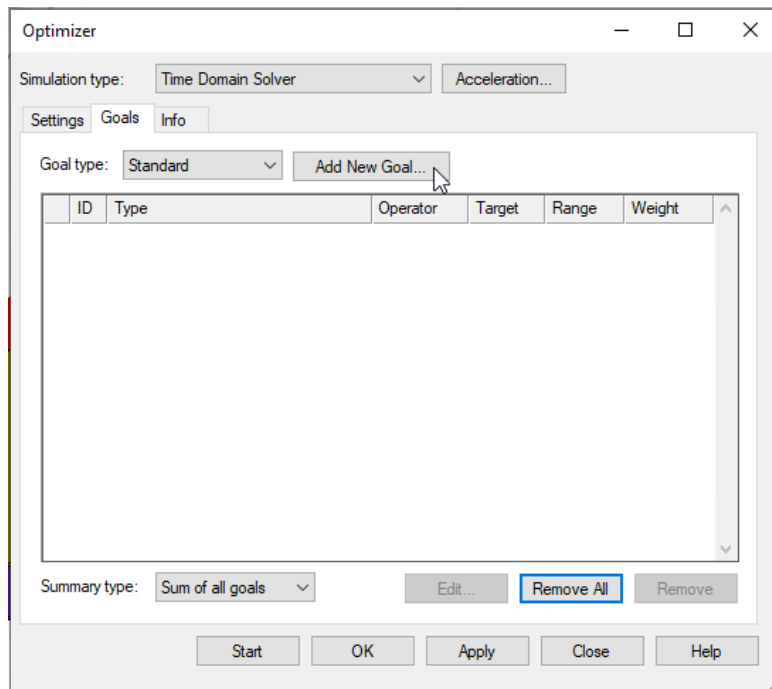 Optimizer
Simulation type: Time Domain Solver Acceleration...
Settings Goals Info
Goal type: Standard Add New Goal...
ID Type Operator Target Range Weight
Summary type: Sum of all goals Edit... Remove All Remove
Start OK Apply Close Help